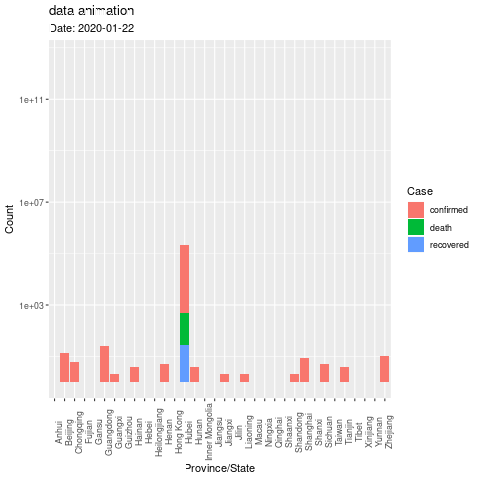 data animation
Date: 2020-01-22
1e+11
1e+07
1e+03
Count
Case
confirmed
death
recovered
Anhui
Beijing
Chongqing
Fujian
Gansu
Guangdong
Guangxi
Guizhou
Hainan
Hebei
Heilongjiang
Henan
Hong Kong
Hubei
Hunan
Inner Mongolia
Jiangsu
Jiangxi
Jilin
Liaoning
Macau
Ningxia
Qinghai
Shaanxi
Shandong
Shanghai
Shanxi
Sichuan
Taiwan
Tianjin
Tibet
Xinjiang
Yunnan
Zhejiang
Province/State